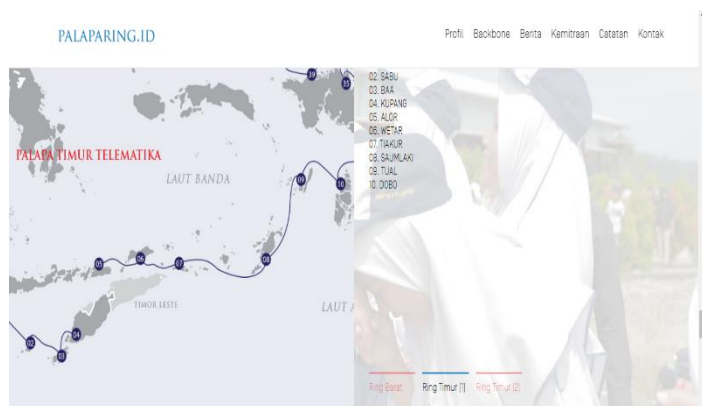 PALAPARING.ID
Profil Backbone Berita Kemitraan Catatan Kontak
PALAPA TIMUR TELEMATIKA
LAUT BANDA
TIMOR LESTE
LAUT A
39
35
09
10
05
06
07
08
02
03
04
02. SABU
03. BAA
04. KUPANG
05. ALOR
06. WETAR
07. TIAKUR
08. SAUMLAKI
09. TUAL
10. DOBO
Ring Barat Ring Timur [1] Ring Timur [2]